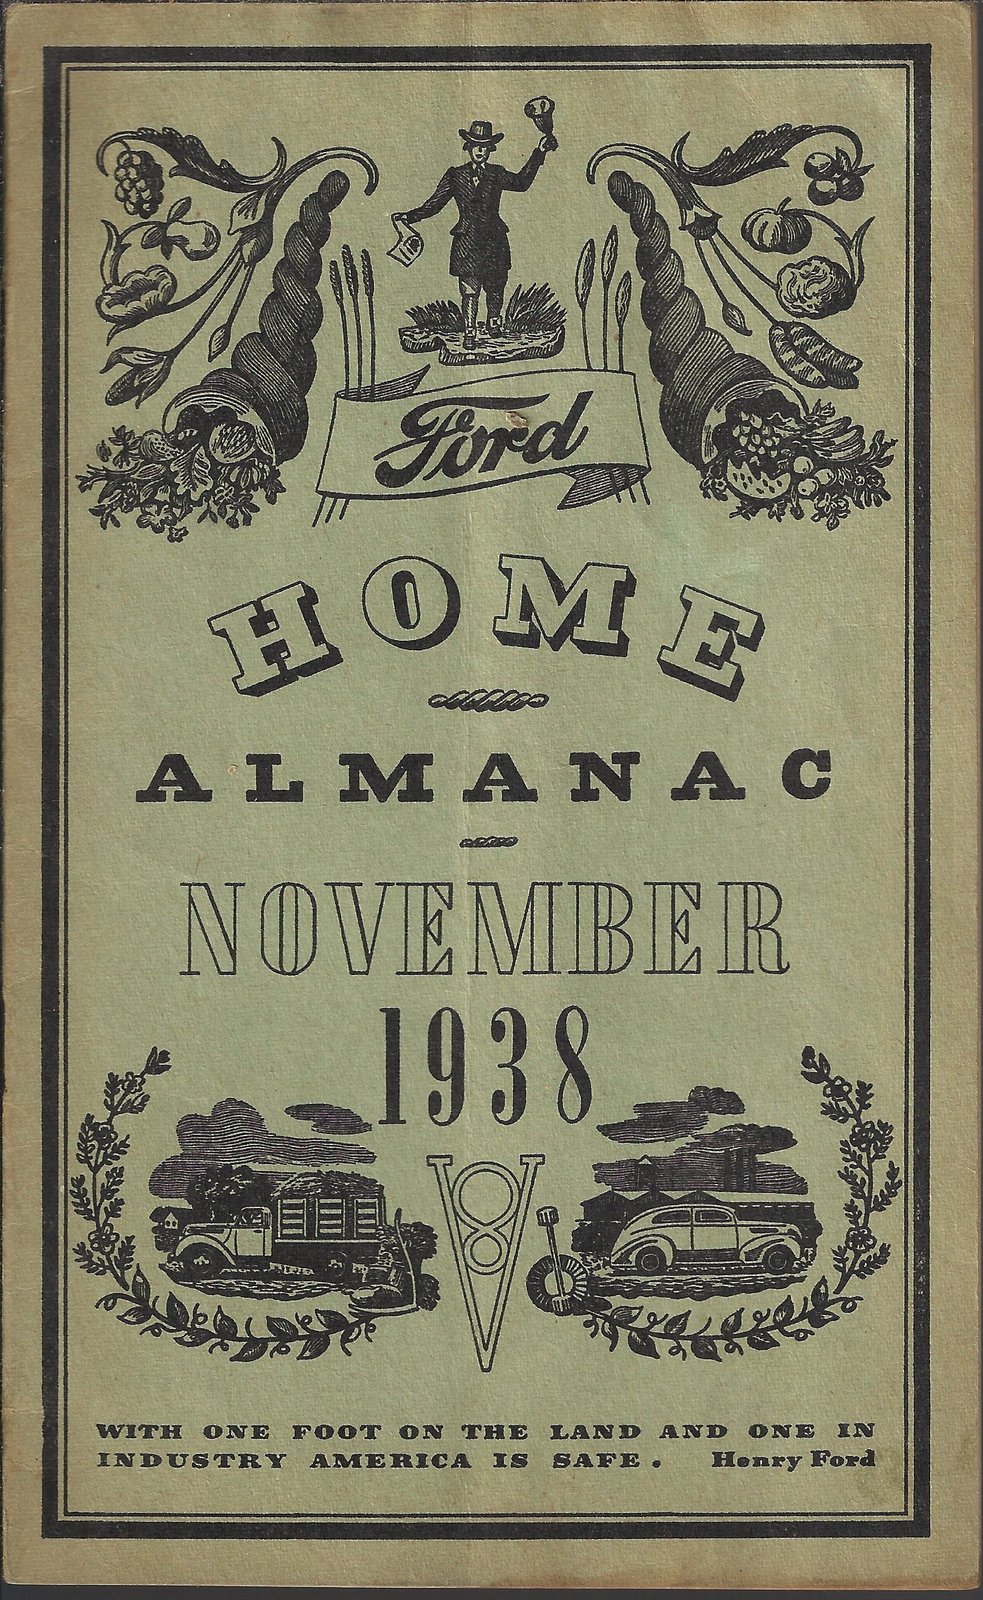 Ford
HOME
ALMANAC
NOVEMBER
1938
V8
WITH ONE FOOT ON THE LAND AND ONE IN
INDUSTRY AMERICA IS SAFE. Henry Ford